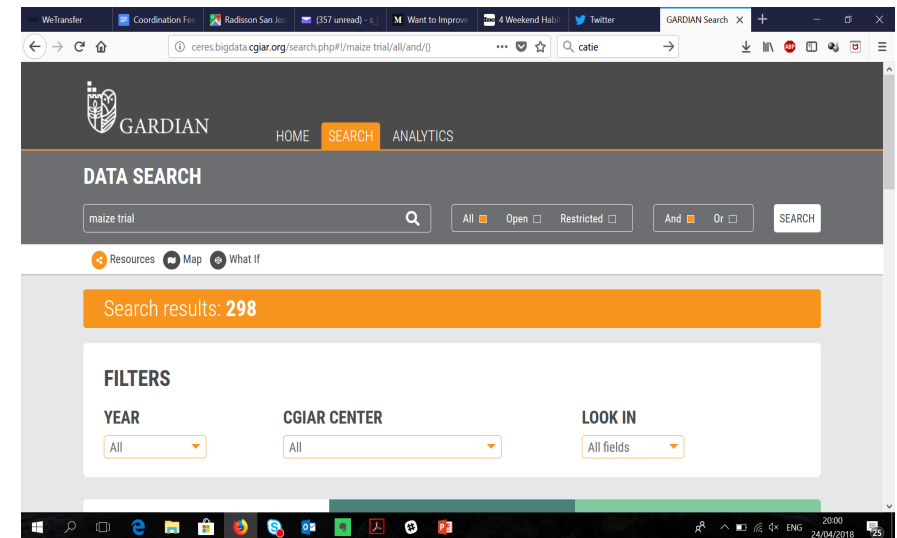 WeTransfer
Coordination Fee
Radisson San Jos
(357 unread) - s_j
M Want to Improve
4 Weekend Habi
Twitter
GARDIAN Search
ceres.bigdata.cgiar.org/search.php#!/maize trial/all/and/{}
catie
ABP
GARDIAN
HOME
SEARCH
ANALYTICS
DATA SEARCH
maize trial
All
Open
Restricted
And
Or
SEARCH
Resources
Map
What If
Search results: 298
FILTERS
YEAR
CGIAR CENTER
LOOK IN
All
All
All fields
ENG
20:00
24/04/2018
25